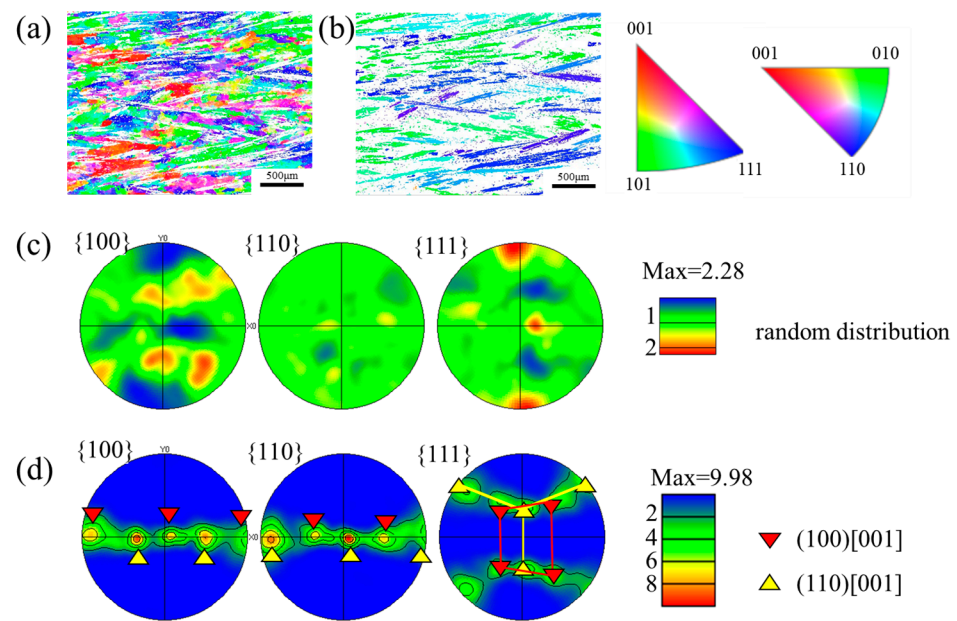 (a)
500μm
(b)
500μm
001
101
111
001
010
110
(c)
{100}
Y0
X0
{110}
{111}
Max=2.28
1
2
random distribution
(d)
{100}
Y0
X0
{110}
{111}
Max=9.98
2
4
6
8
(100)[001]
(110)[001]